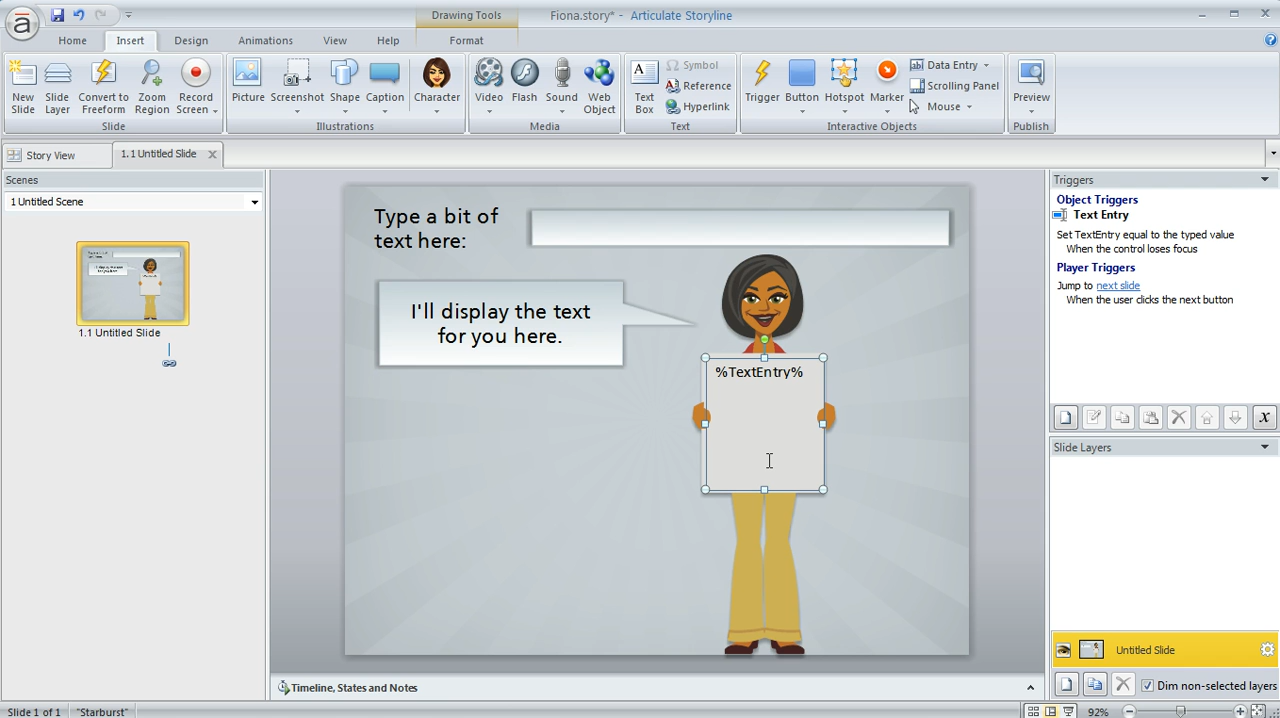 Drawing Tools
Fiona.story* - Articulate Storyline
Home Insert Design Animations View Help Format
New Slide
Slide Layer
Convert to Freeform
Zoom Region
Record Screen
Slide
Picture
Screenshot
Shape
Caption
Character
Illustrations
Video
Flash
Sound
Web Object
Media
Text Box
Symbol
Reference
Hyperlink
Text
Trigger
Button
Hotspot
Marker
Data Entry
Scrolling Panel
Mouse
Interactive Objects
Preview
Publish
Story View
1.1 Untitled Slide
Scenes
1 Untitled Scene
1.1 Untitled Slide
Type a bit of
text here:
I'll display the text
for you here.
%TextEntry%
Triggers
Object Triggers
Text Entry
Set TextEntry equal to the typed value
When the control loses focus
Player Triggers
Jump to next slide
When the user clicks the next button
Slide Layers
Untitled Slide
Dim non-selected layers
Timeline, States and Notes
Slide 1 of 1 "Starburst" 92%